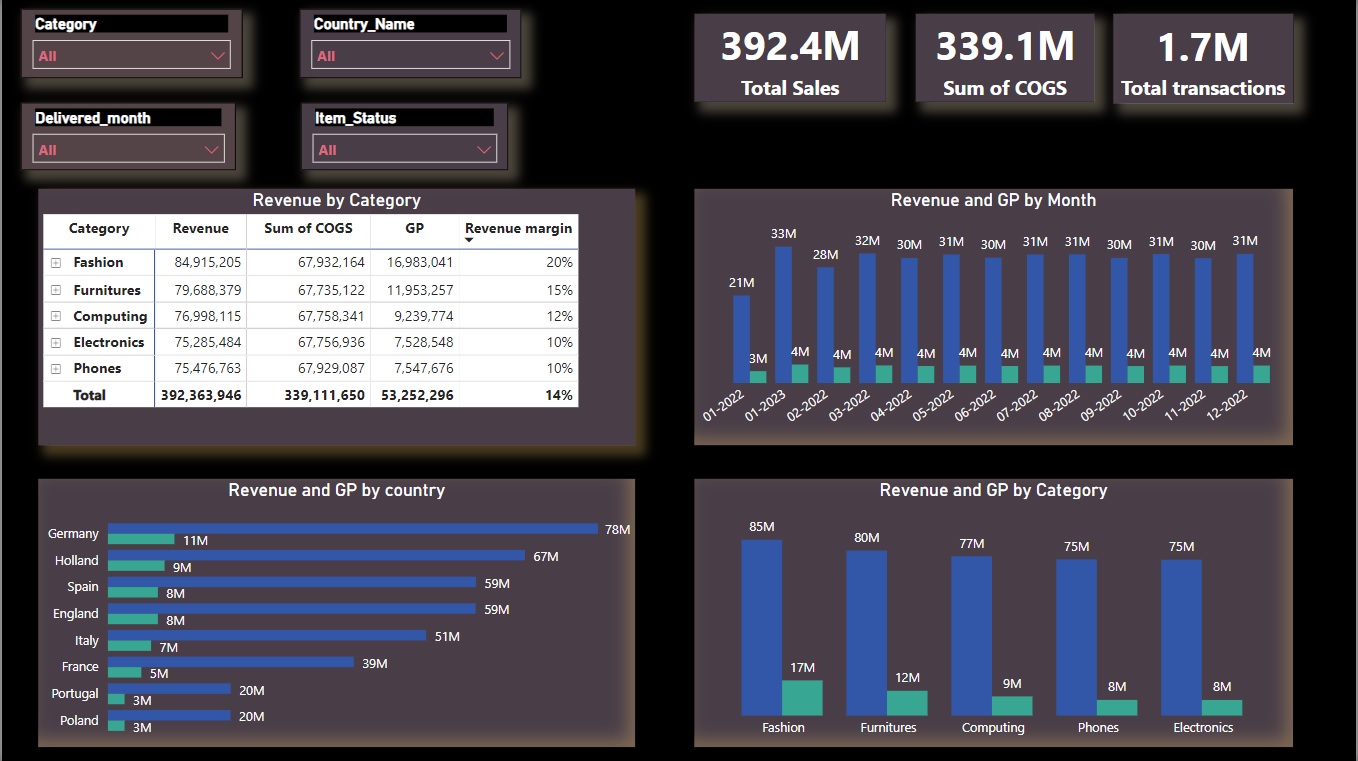 Category
All
Country_Name
All
Delivered_month
All
Item_Status
All
392.4M
Total Sales
339.1M
Sum of COGS
1.7M
Total transactions
Revenue by Category
Category Revenue Sum of COGS GP Revenue margin
Fashion 84,915,205 67,932,164 16,983,041 20%
Furnitures 79,688,379 67,735,122 11,953,257 15%
Computing 76,998,115 67,758,341 9,239,774 12%
Electronics 75,285,484 67,756,936 7,528,548 10%
Phones 75,476,763 67,929,087 7,547,676 10%
Total 392,363,946 339,111,650 53,252,296 14%
Revenue and GP by Month
21M 33M 28M 32M 30M 31M 30M 31M 31M 30M 31M 30M 31M
3M 4M 4M 4M 4M 4M 4M 4M 4M 4M 4M 4M 4M
01-2022 01-2023 02-2022 03-2022 04-2022 05-2022 06-2022 07-2022 08-2022 09-2022 10-2022 11-2022 12-2022
Revenue and GP by country
Germany 78M
11M
Holland 67M
9M
Spain 59M
8M
England 59M
8M
Italy 51M
7M
France 39M
5M
Portugal 20M
3M
Poland 20M
3M
Revenue and GP by Category
85M 80M 77M 75M 75M
17M 12M 9M 8M 8M
Fashion Furnitures Computing Phones Electronics